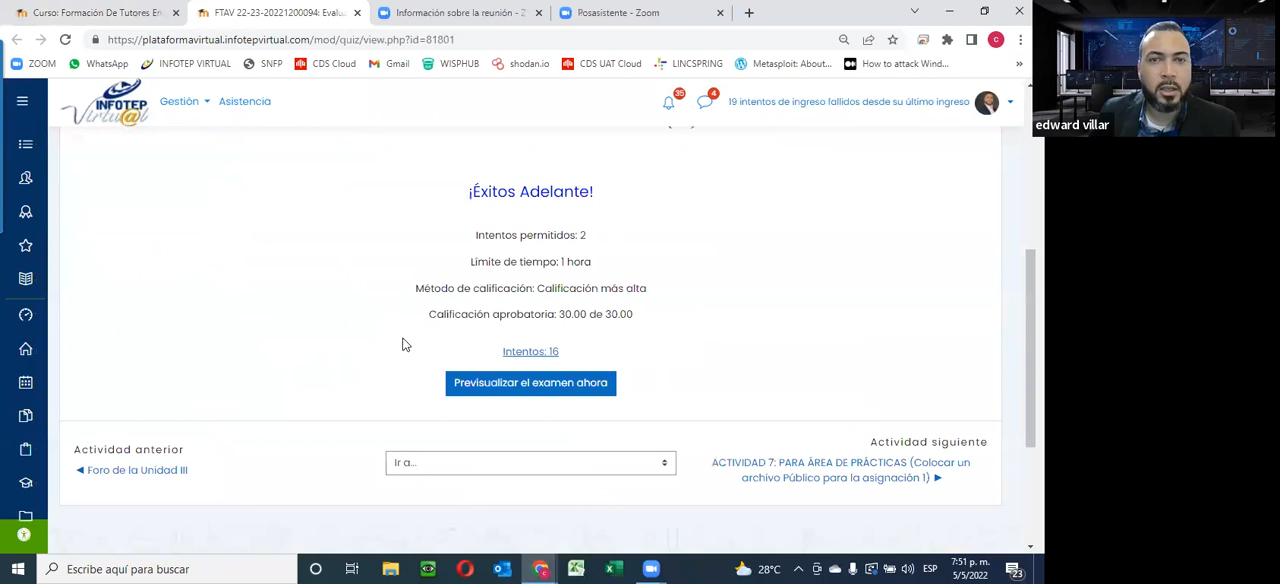 Curso: Formación De Tutores En
FTAV 22-23-20221200094: Evalua
Información sobre la reunión - Z
Posasistente - Zoom
https://plataformavirtual.infotepvirtual.com/mod/quiz/view.php?id=81801
ZOOM
WhatsApp
INFOTEP VIRTUAL
SNFP
CDS Cloud
Gmail
WISPHUB
shodan.io
CDS UAT Cloud
LINCSPRING
Metasploit: About...
How to attack Wind...
»
INFOTEP
Virtu@l
Gestión
Asistencia
35
4
19 intentos de ingreso fallidos desde su último ingreso
edward villar
¡Éxitos Adelante!
Intentos permitidos: 2
Límite de tiempo: 1 hora
Método de calificación: Calificación más alta
Calificación aprobatoria: 30.00 de 30.00
Intentos: 16
Previsualizar el examen ahora
Actividad anterior
◄ Foro de la Unidad III
Ir a...
Actividad siguiente
ACTIVIDAD 7: PARA ÁREA DE PRÁCTICAS (Colocar un
archivo Público para la asignación 1) ►
Escribe aquí para buscar
28°C
ESP
7:51 p. m.
5/5/2022
23